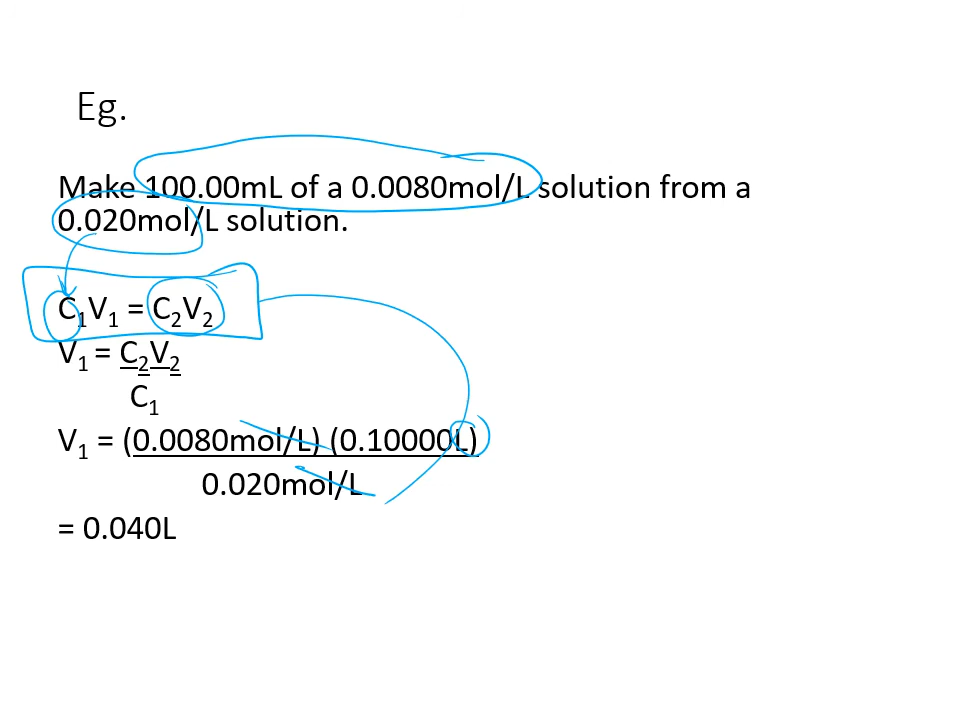 Eg.
Make 100.00mL of a 0.0080mol/L solution from a
0.020mol/L solution.
C₁V₁ = C₂V₂
V₁ = C₂V₂
C₁
V₁ = (0.0080mol/L) (0.10000L)
0.020mol/L
= 0.040L